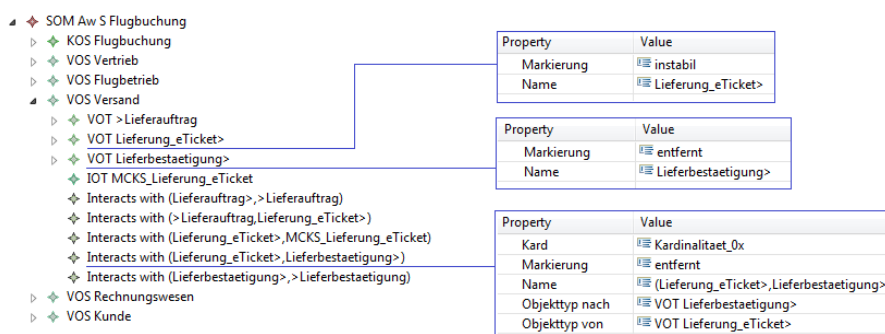 SOM Aw S Flugbuchung
KOS Flugbuchung
VOS Vertrieb
VOS Flugbetrieb
VOS Versand
VOT >Lieferauftrag
VOT Lieferung_eTicket>
VOT Lieferbestaetigung>
IOT MCKS_Lieferung_eTicket
Interacts with (Lieferauftrag>,>Lieferauftrag)
Interacts with (>Lieferauftrag,Lieferung_eTicket>)
Interacts with (Lieferung_eTicket>,MCKS_Lieferung_eTicket)
Interacts with (Lieferung_eTicket>,Lieferbestaetigung>)
Interacts with (Lieferbestaetigung>,>Lieferbestaetigung)
VOS Rechnungswesen
VOS Kunde
Property Value
Markierung instabil
Name Lieferung_eTicket>
Property Value
Markierung entfernt
Name Lieferbestaetigung>
Property Value
Kard Kardinalitaet_0x
Markierung entfernt
Name (Lieferung_eTicket>,Lieferbestaetigung>
Objekttyp nach VOT Lieferbestaetigung>
Objekttyp von VOT Lieferung_eTicket>